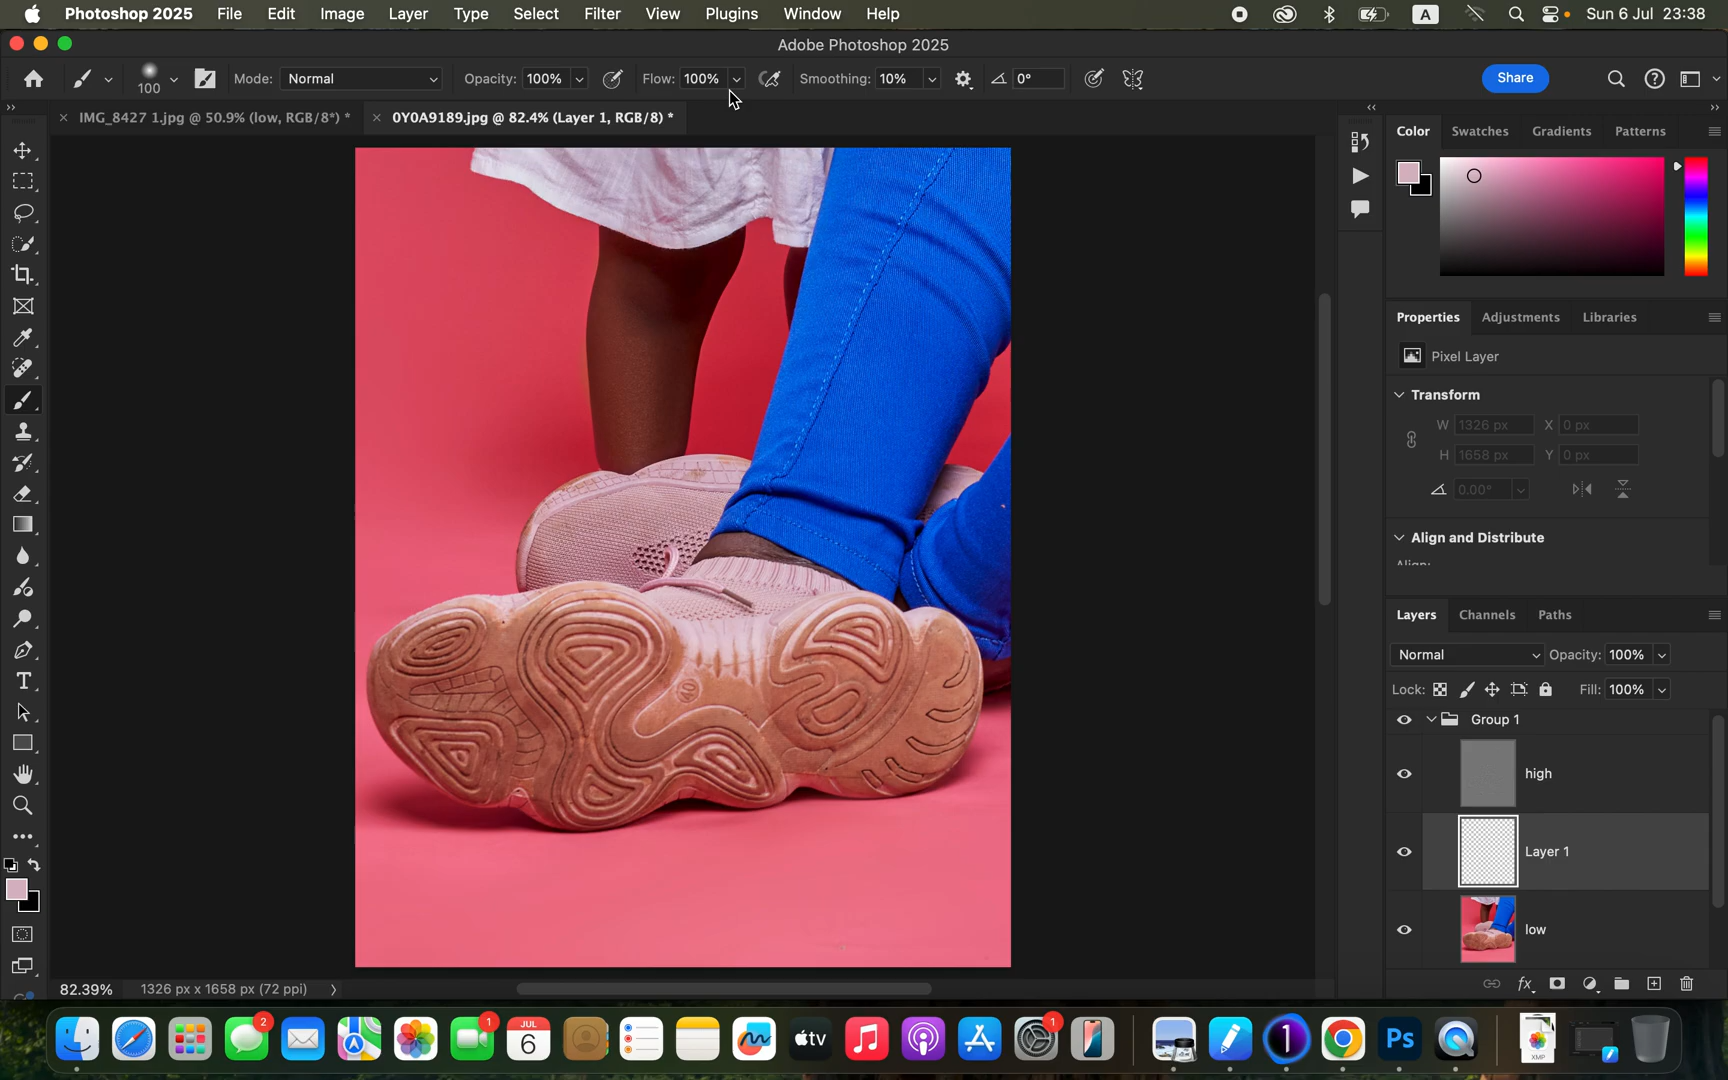 Photoshop 2025 File Edit Image Layer Type Select Filter View Plugins Window Help A Sun 6 Jul 23:38
Adobe Photoshop 2025
100 Mode: Normal Opacity: 100% Flow: 100% Smoothing: 10% 0° Share
IMG_8427 1.jpg @ 50.9% (low, RGB/8*) * 0Y0A9189.jpg @ 82.4% (Layer 1, RGB/8) *
Color Swatches Gradients Patterns
Properties Adjustments Libraries
Pixel Layer
Transform
W 1326 px X 0 px
H 1658 px Y 0 px
0.00°
Align and Distribute
Align:
Layers Channels Paths
Normal Opacity: 100%
Lock: Fill: 100%
Group 1
high
Layer 1
low
40
82.39% 1326 px x 1658 px (72 ppi)
2 1 JUL 6 tv 1 1 Ps XMP